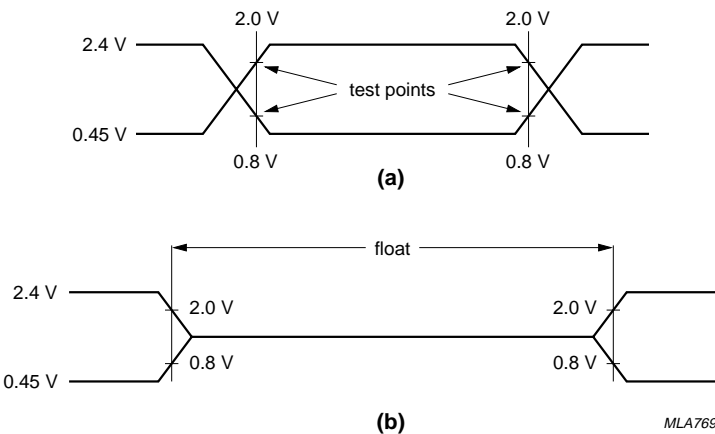 2.0 V 2.0 V
2.4 V
test points
0.45 V
0.8 V 0.8 V
(a)
float
2.4 V
2.0 V 2.0 V
0.8 V 0.8 V
0.45 V
(b)
MLA769